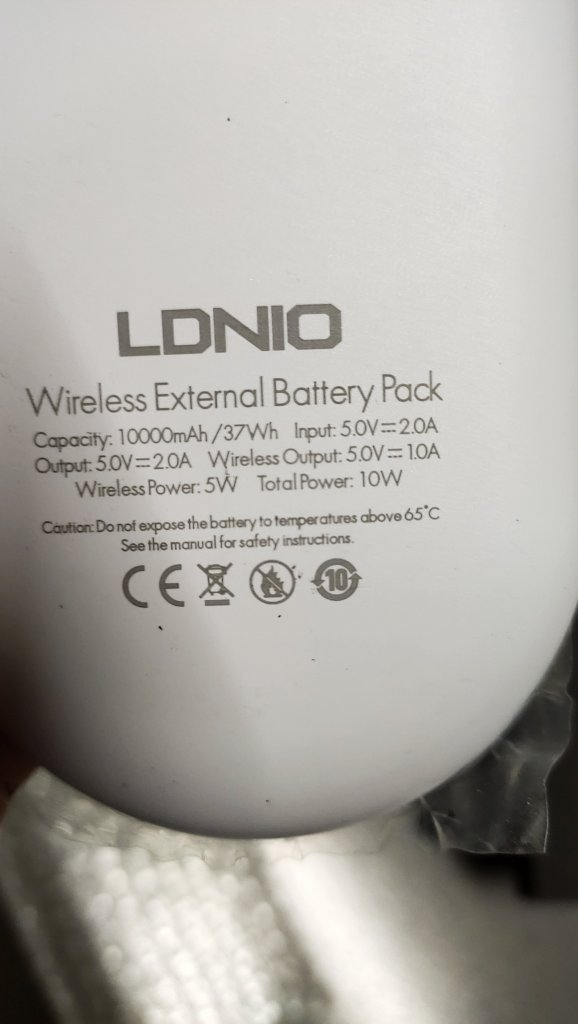 LDNIO
Wireless External Battery Pack
Capacity: 10000mAh/37Wh Input: 5.0V⎓2.0A
Output: 5.0V⎓2.0A Wireless Output: 5.0V⎓1.0A
Wireless Power: 5W Total Power: 10W
Caution: Do not expose the battery to temperatures above 65°C
See the manual for safety instructions.
CE 10